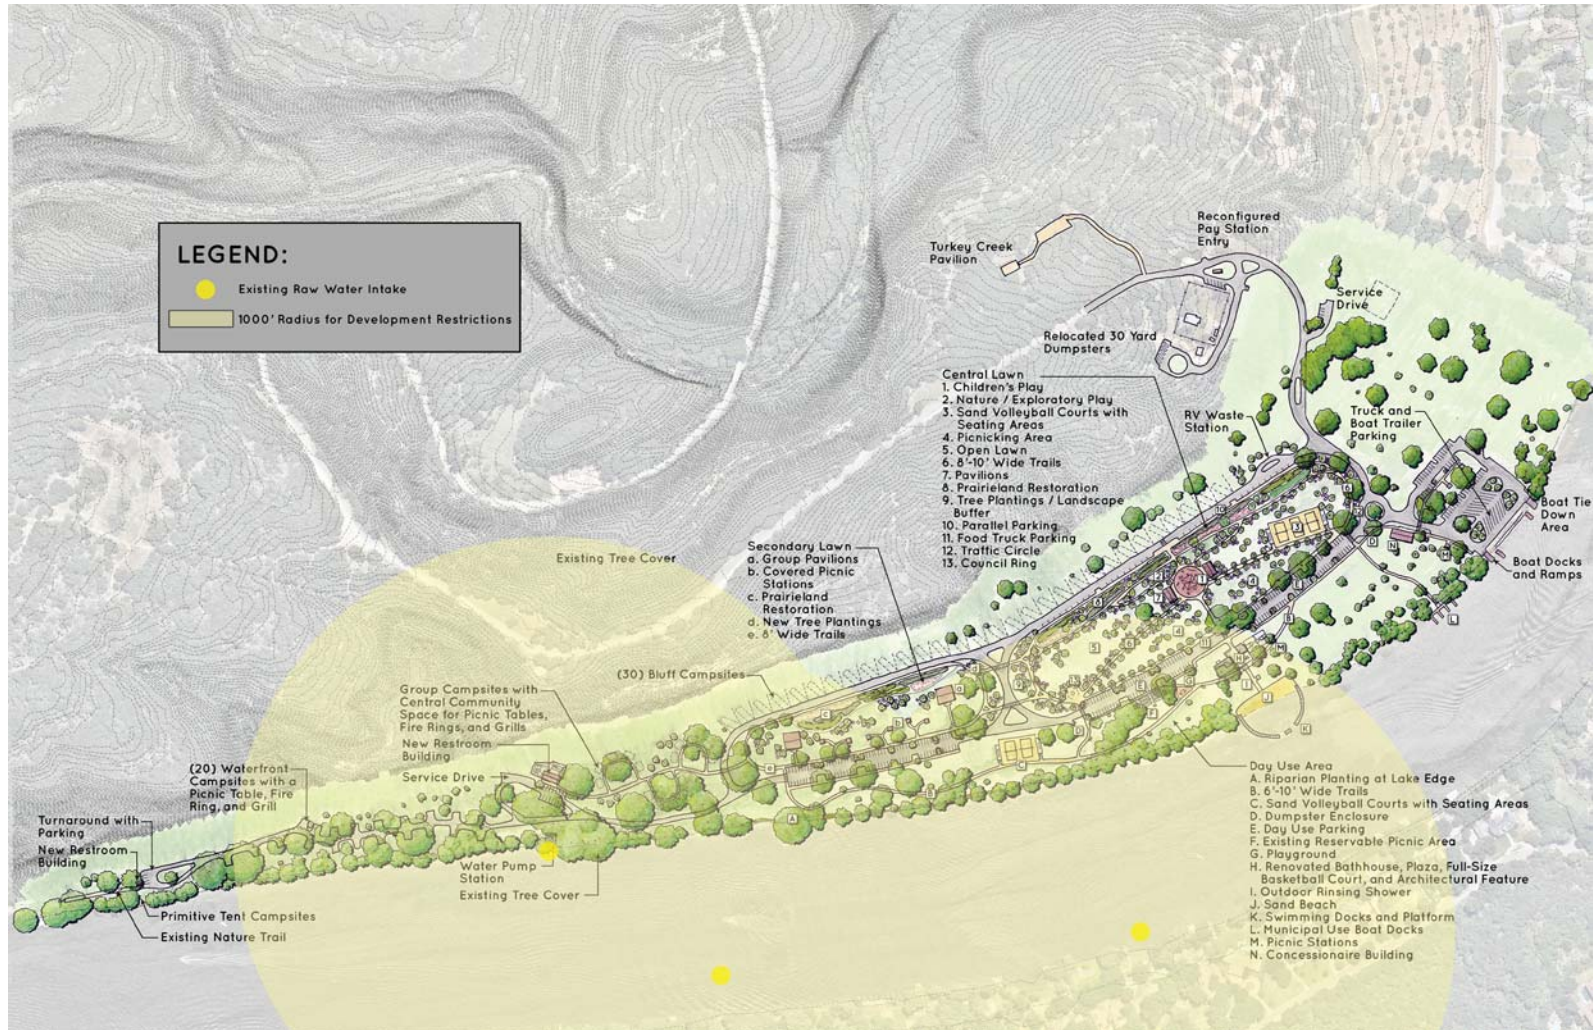 LEGEND:
Existing Raw Water Intake
1000' Radius for Development Restrictions
Turkey Creek
Pavilion
Reconfigured
Pay Station
Entry
Service
Drive
Relocated 30 Yard
Dumpsters
Central Lawn
1. Children's Play
2. Nature / Exploratory Play
3. Sand Volleyball Courts with
Seating Areas
4. Picnicking Area
5. Open Lawn
6. 8'-10' Wide Trails
7. Pavilions
8. Prairieland Restoration
9. Tree Plantings / Landscape
Buffer
10. Parallel Parking
11. Food Truck Parking
12. Traffic Circle
13. Council Ring
RV Waste
Station
Truck and
Boat Trailer
Parking
Boat Tie
Down
Area
Boat Docks
and Ramps
Existing Tree Cover
Secondary Lawn
a. Group Pavilions
b. Covered Picnic
Stations
c. Prairieland
Restoration
d. New Tree Plantings
e. 8' Wide Trails
(30) Bluff Campsites
Group Campsites with
Central Community
Space for Picnic Tables,
Fire Rings, and Grills
New Restroom
Building
Service Drive
(20) Waterfront
Campsites with a
Picnic Table, Fire
Ring, and Grill
Turnaround with
Parking
New Restroom
Building
Primitive Tent Campsites
Existing Nature Trail
Water Pump
Station
Existing Tree Cover
Day Use Area
A. Riparian Planting at Lake Edge
B. 6'-10' Wide Trails
C. Sand Volleyball Courts with Seating Areas
D. Dumpster Enclosure
E. Day Use Parking
F. Existing Reservable Picnic Area
G. Playground
H. Renovated Bathhouse, Plaza, Full-Size
Basketball Court, and Architectural Feature
I. Outdoor Rinsing Shower
J. Sand Beach
K. Swimming Docks and Platform
L. Municipal Use Boat Docks
M. Picnic Stations
N. Concessionaire Building